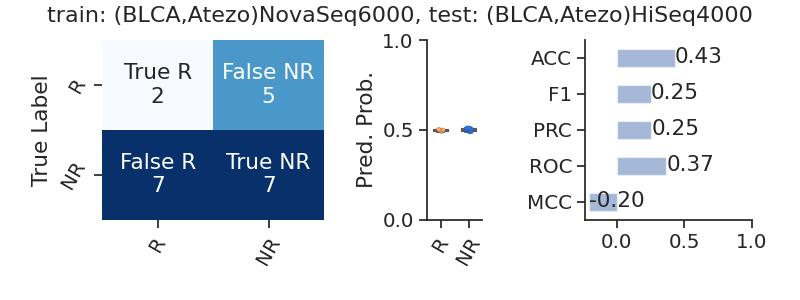 train: (BLCA,Atezo)NovaSeq6000, test: (BLCA,Atezo)HiSeq4000
True Label
R
NR
True R
2
False NR
5
False R
7
True NR
7
R
NR
Pred. Prob.
1.0
0.5
0.0
R
NR
ACC
0.43
F1
0.25
PRC
0.25
ROC
0.37
MCC
-0.20
0.0
0.5
1.0